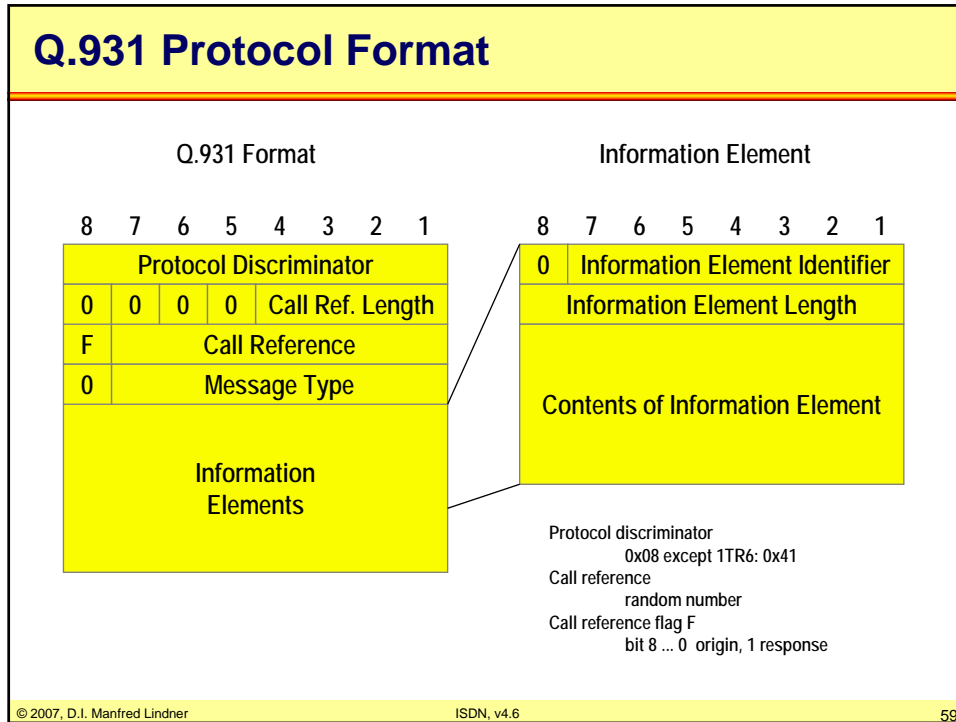 Q.931 Protocol Format
Q.931 Format
8 7 6 5 4 3 2 1
Protocol Discriminator
0 0 0 0 Call Ref. Length
F Call Reference
0 Message Type
Information
Elements
Information Element
8 7 6 5 4 3 2 1
0 Information Element Identifier
Information Element Length
Contents of Information Element
Protocol discriminator
0x08 except 1TR6: 0x41
Call reference
random number
Call reference flag F
bit 8 ... 0 origin, 1 response
© 2007, D.I. Manfred Lindner
ISDN, v4.6
59